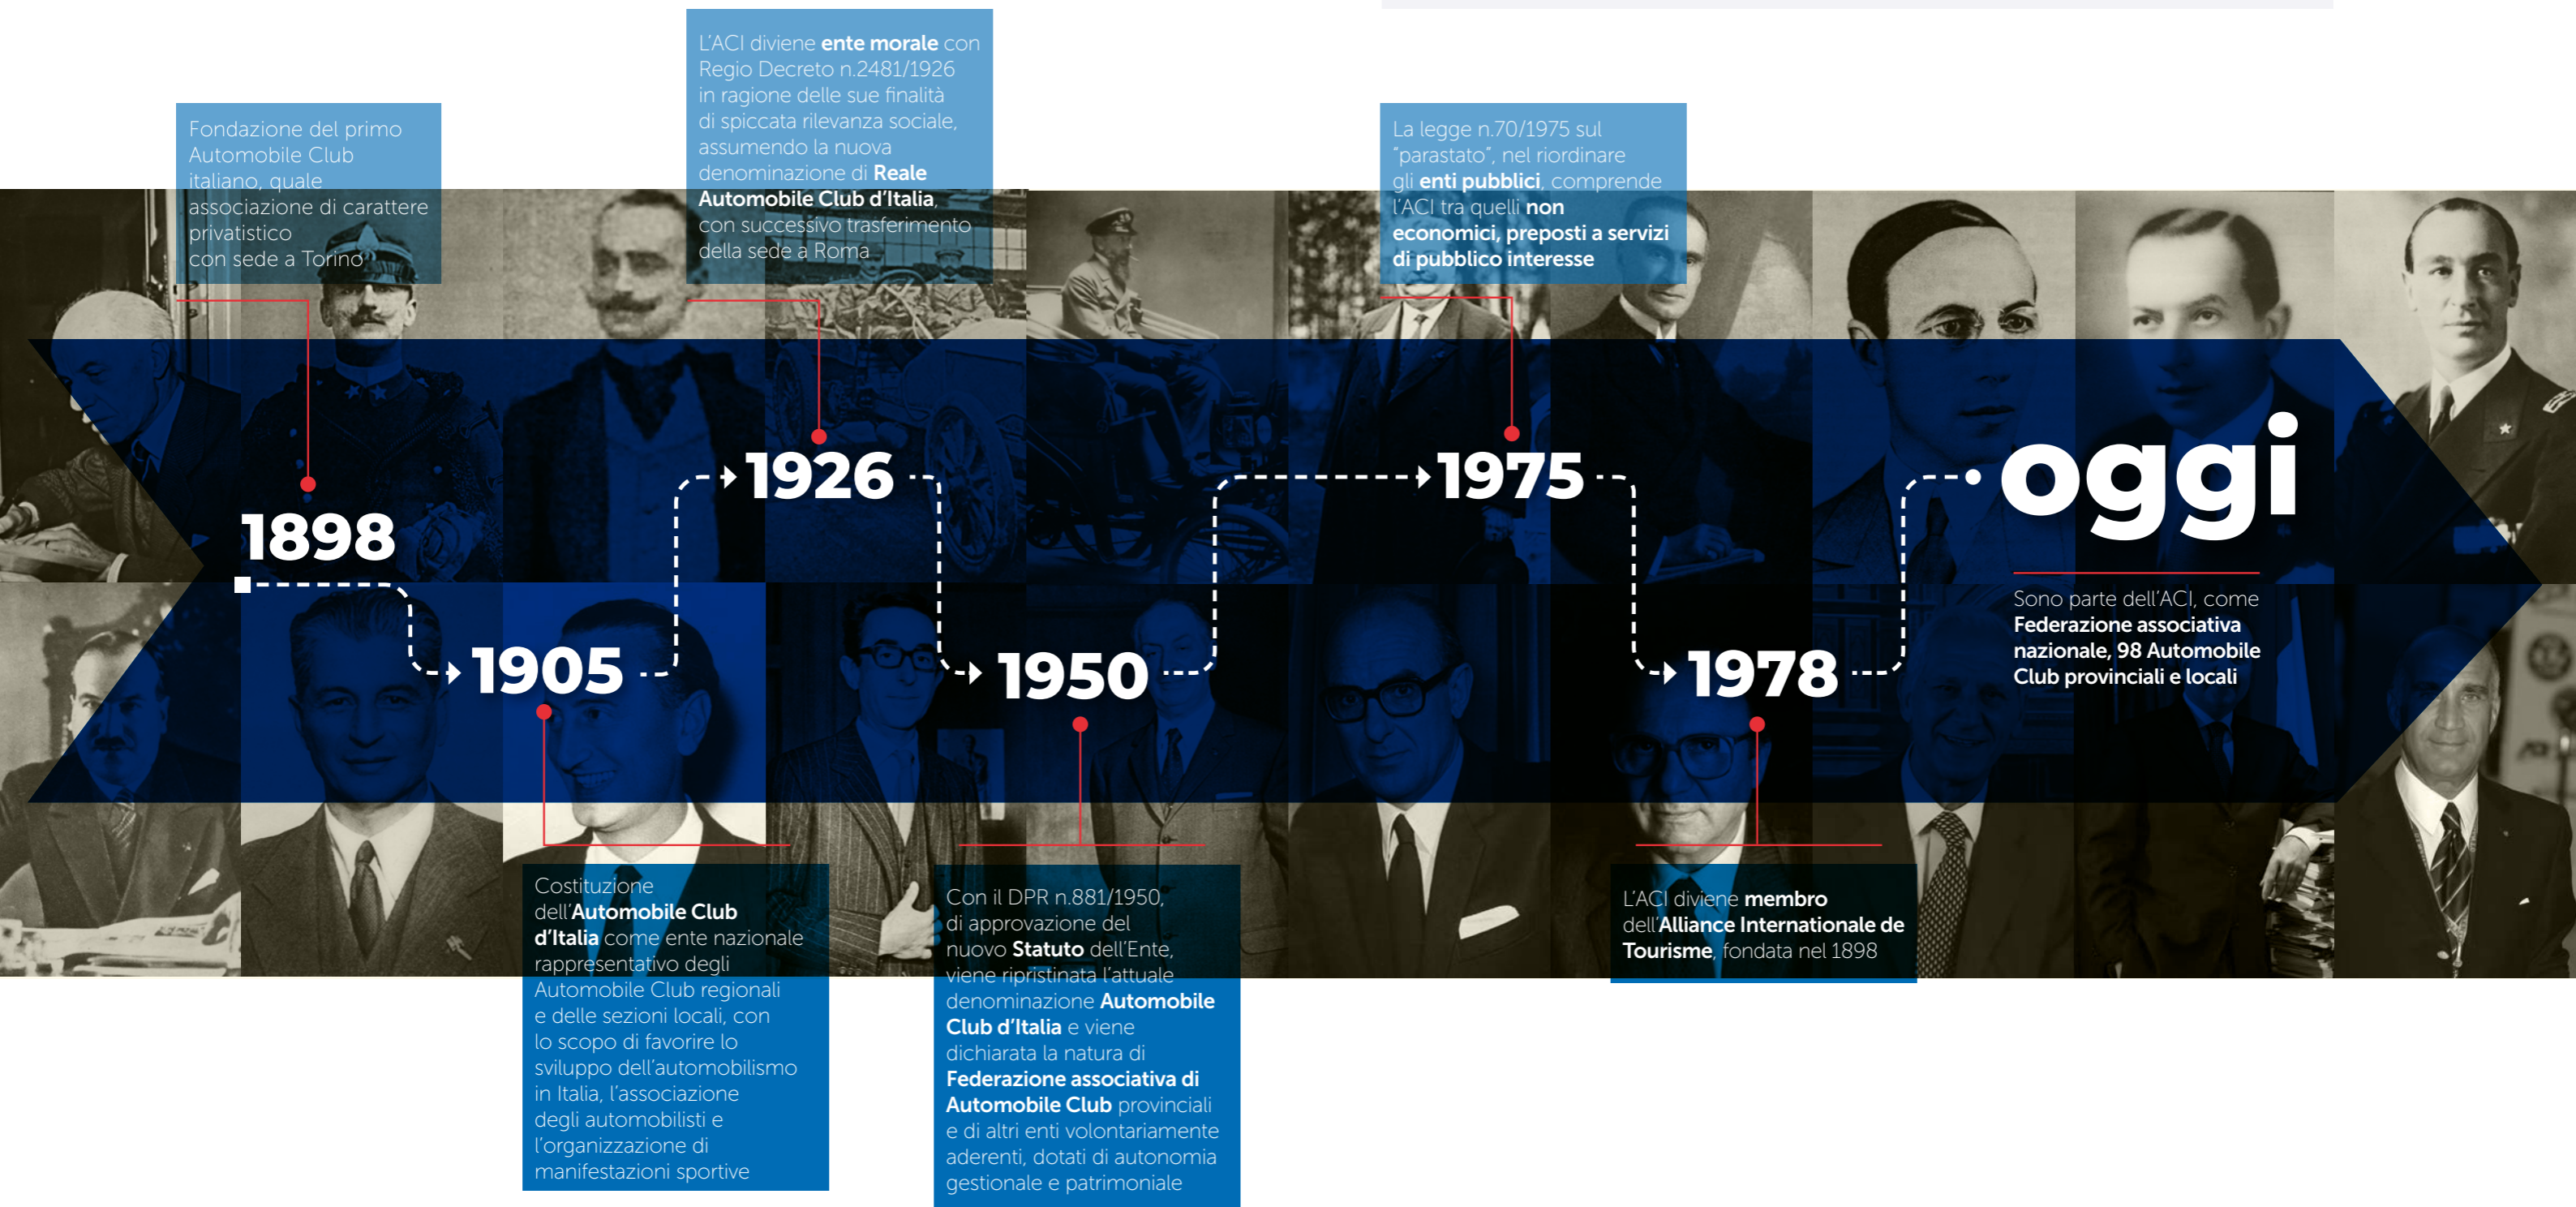 Fondazione del primo
Automobile Club
italiano, quale
associazione di carattere
privatistico
con sede a Torino
1898
1905
Costituzione
dell'Automobile Club
d'Italia come ente nazionale
rappresentativo degli
Automobile Club regionali
e delle sezioni locali, con
lo scopo di favorire lo
sviluppo dell'automobilismo
in Italia, l'associazione
degli automobilisti e
l'organizzazione di
manifestazioni sportive
L'ACI diviene ente morale con
Regio Decreto n.2481/1926
in ragione delle sue finalità
di spiccata rilevanza sociale,
assumendo la nuova
denominazione di Reale
Automobile Club d'Italia,
con successivo trasferimento
della sede a Roma
1926
1950
Con il DPR n.881/1950,
di approvazione del
nuovo Statuto dell'Ente,
viene ripristinata l'attuale
denominazione Automobile
Club d'Italia e viene
dichiarata la natura di
Federazione associativa di
Automobile Club provinciali
e di altri enti volontariamente
aderenti, dotati di autonomia
gestionale e patrimoniale
La legge n.70/1975 sul
"parastato", nel riordinare
gli enti pubblici, comprende
l'ACI tra quelli non
economici, preposti a servizi
di pubblico interesse
1975
1978
L'ACI diviene membro
dell'Alliance Internationale de
Tourisme, fondata nel 1898
oggi
Sono parte dell'ACI, come
Federazione associativa
nazionale, 98 Automobile
Club provinciali e locali